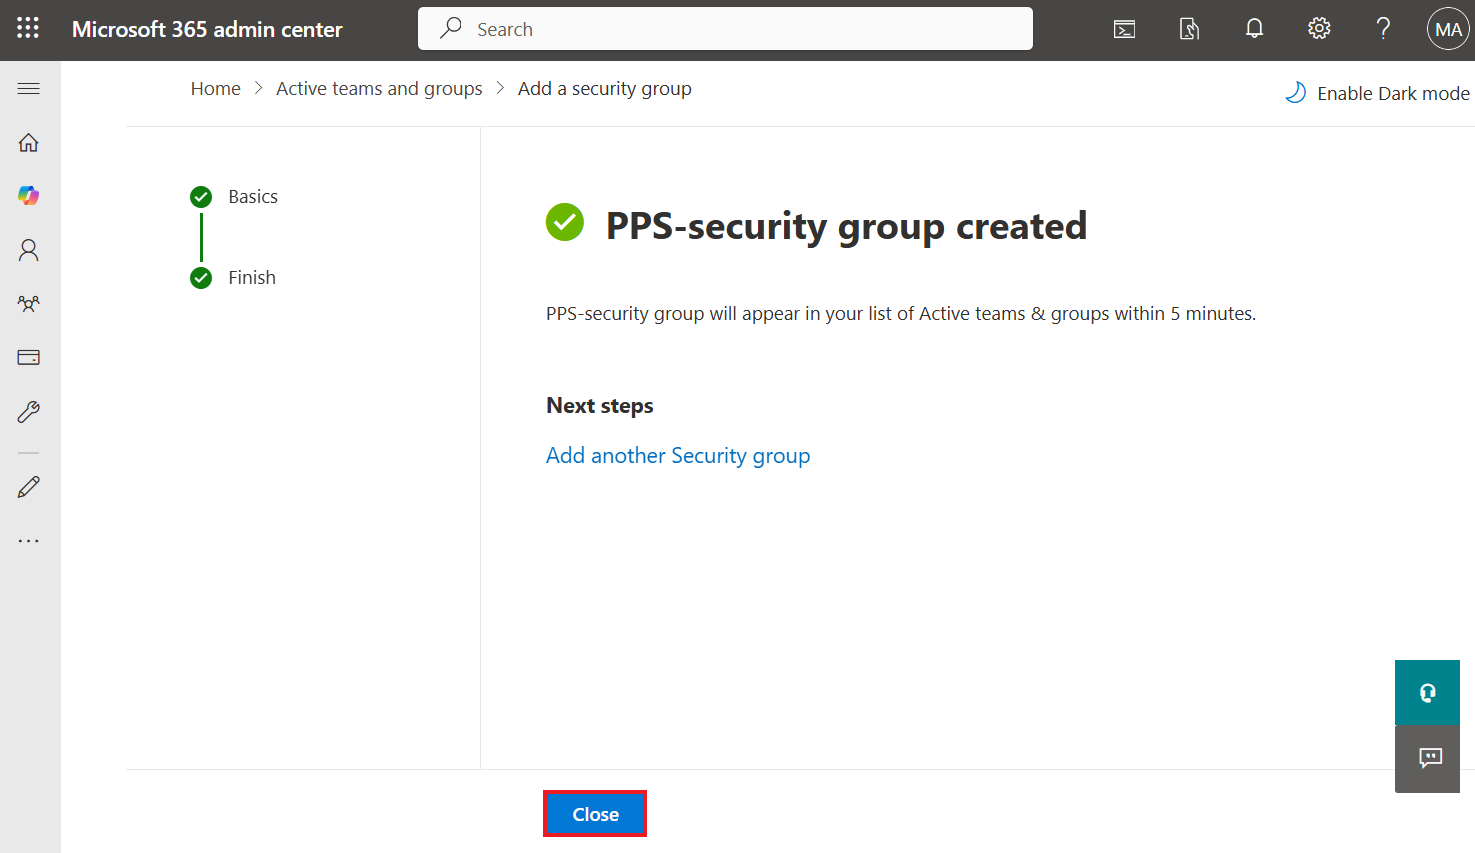 Microsoft 365 admin center
Search
MA
Home > Active teams and groups > Add a security group
Enable Dark mode
Basics
Finish
PPS-security group created
PPS-security group will appear in your list of Active teams & groups within 5 minutes.
Next steps
Add another Security group
Close